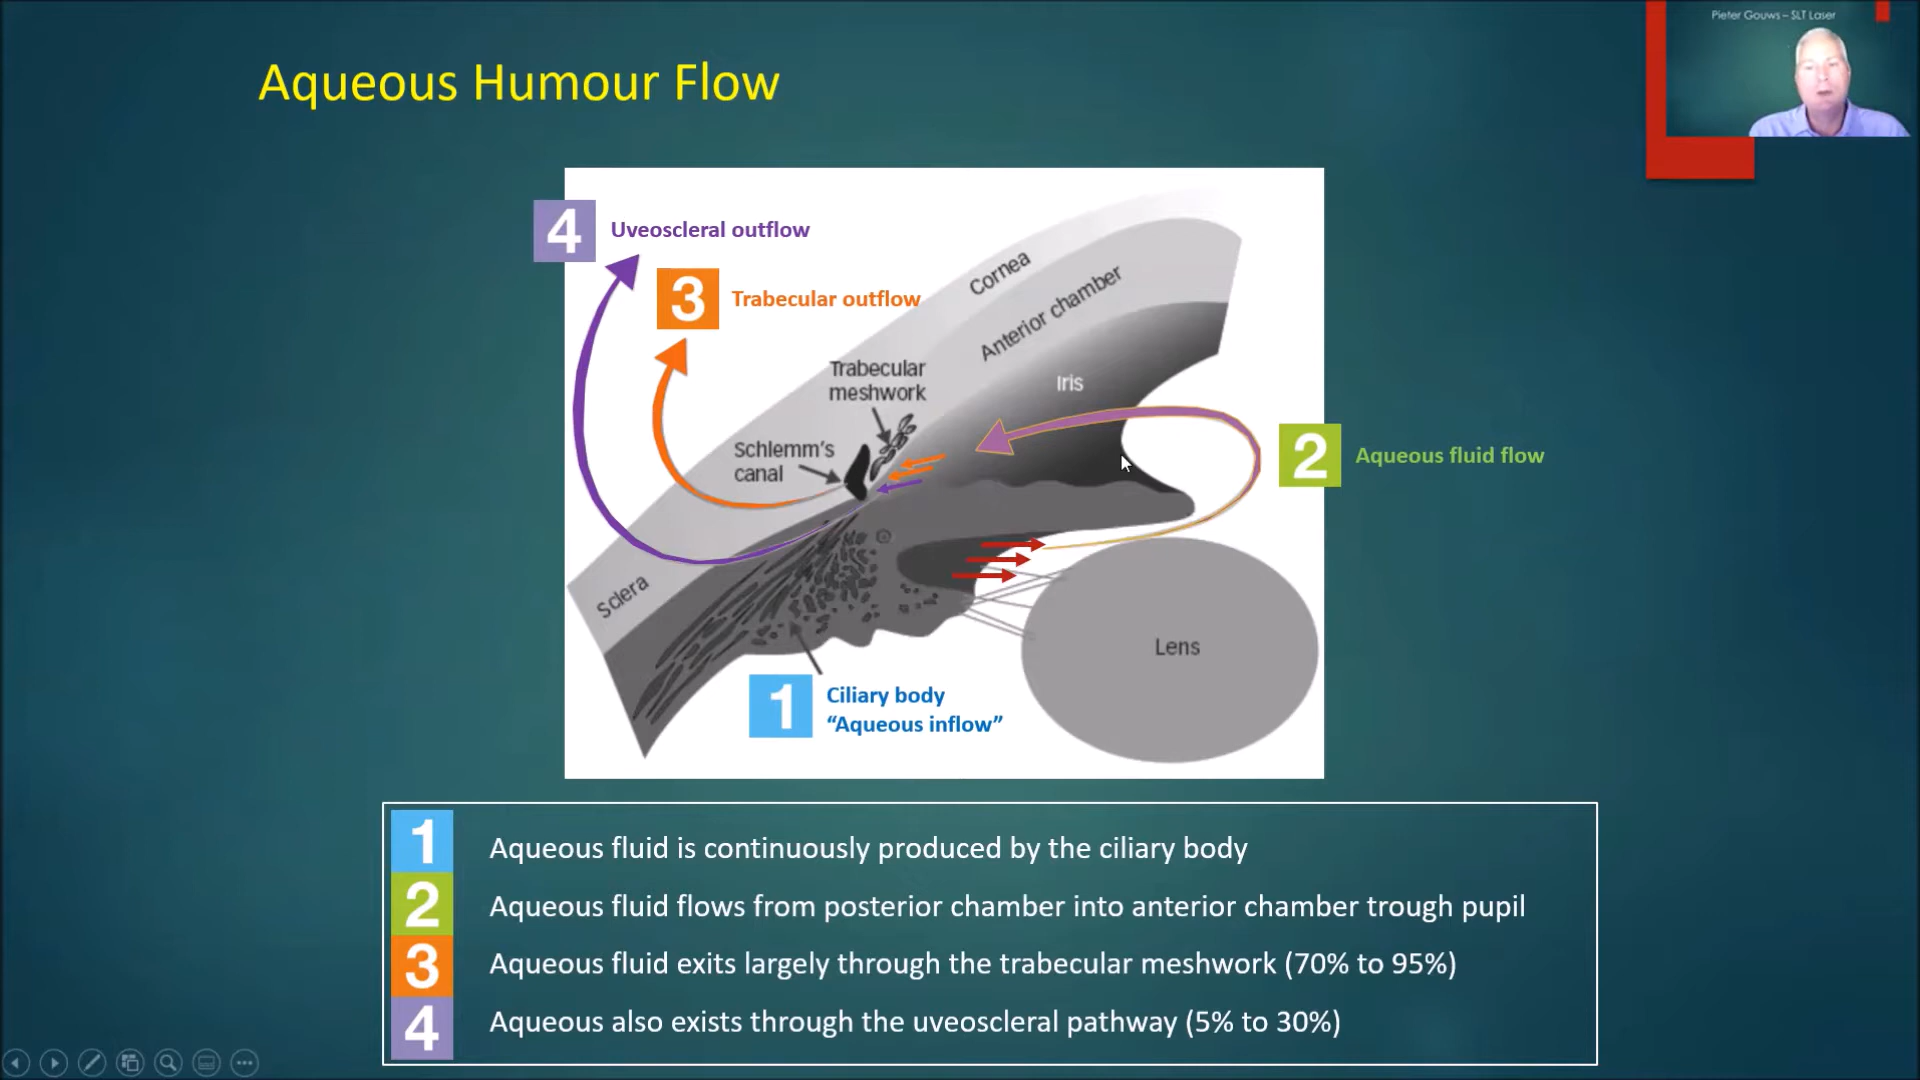 Pieter Gouws – SLT Laser
Aqueous Humour Flow
4 Uveoscleral outflow
3 Trabecular outflow
Cornea
Anterior chamber
Iris
Trabecular
meshwork
Schlemm's
canal
2 Aqueous fluid flow
Sclera
Lens
1 Ciliary body
“Aqueous inflow”
1 Aqueous fluid is continuously produced by the ciliary body
2 Aqueous fluid flows from posterior chamber into anterior chamber trough pupil
3 Aqueous fluid exits largely through the trabecular meshwork (70% to 95%)
4 Aqueous also exists through the uveoscleral pathway (5% to 30%)